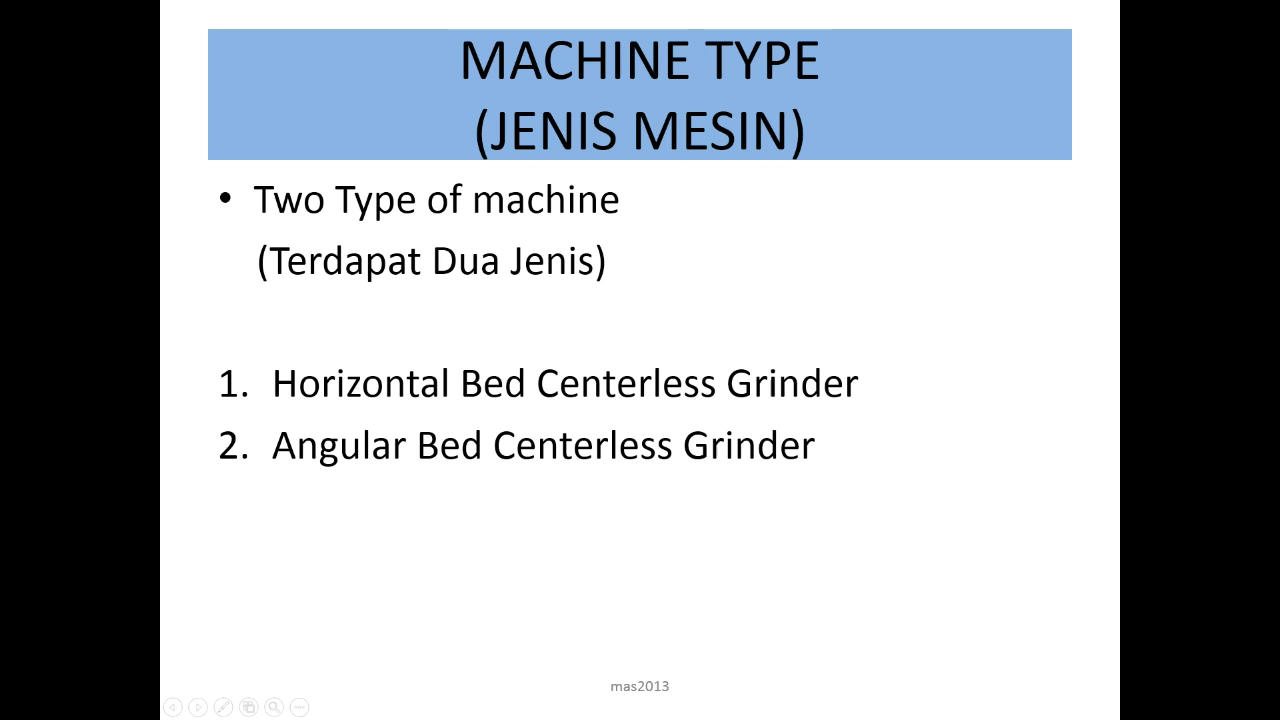 MACHINE TYPE
(JENIS MESIN)
• Two Type of machine
(Terdapat Dua Jenis)
1. Horizontal Bed Centerless Grinder
2. Angular Bed Centerless Grinder
mas2013